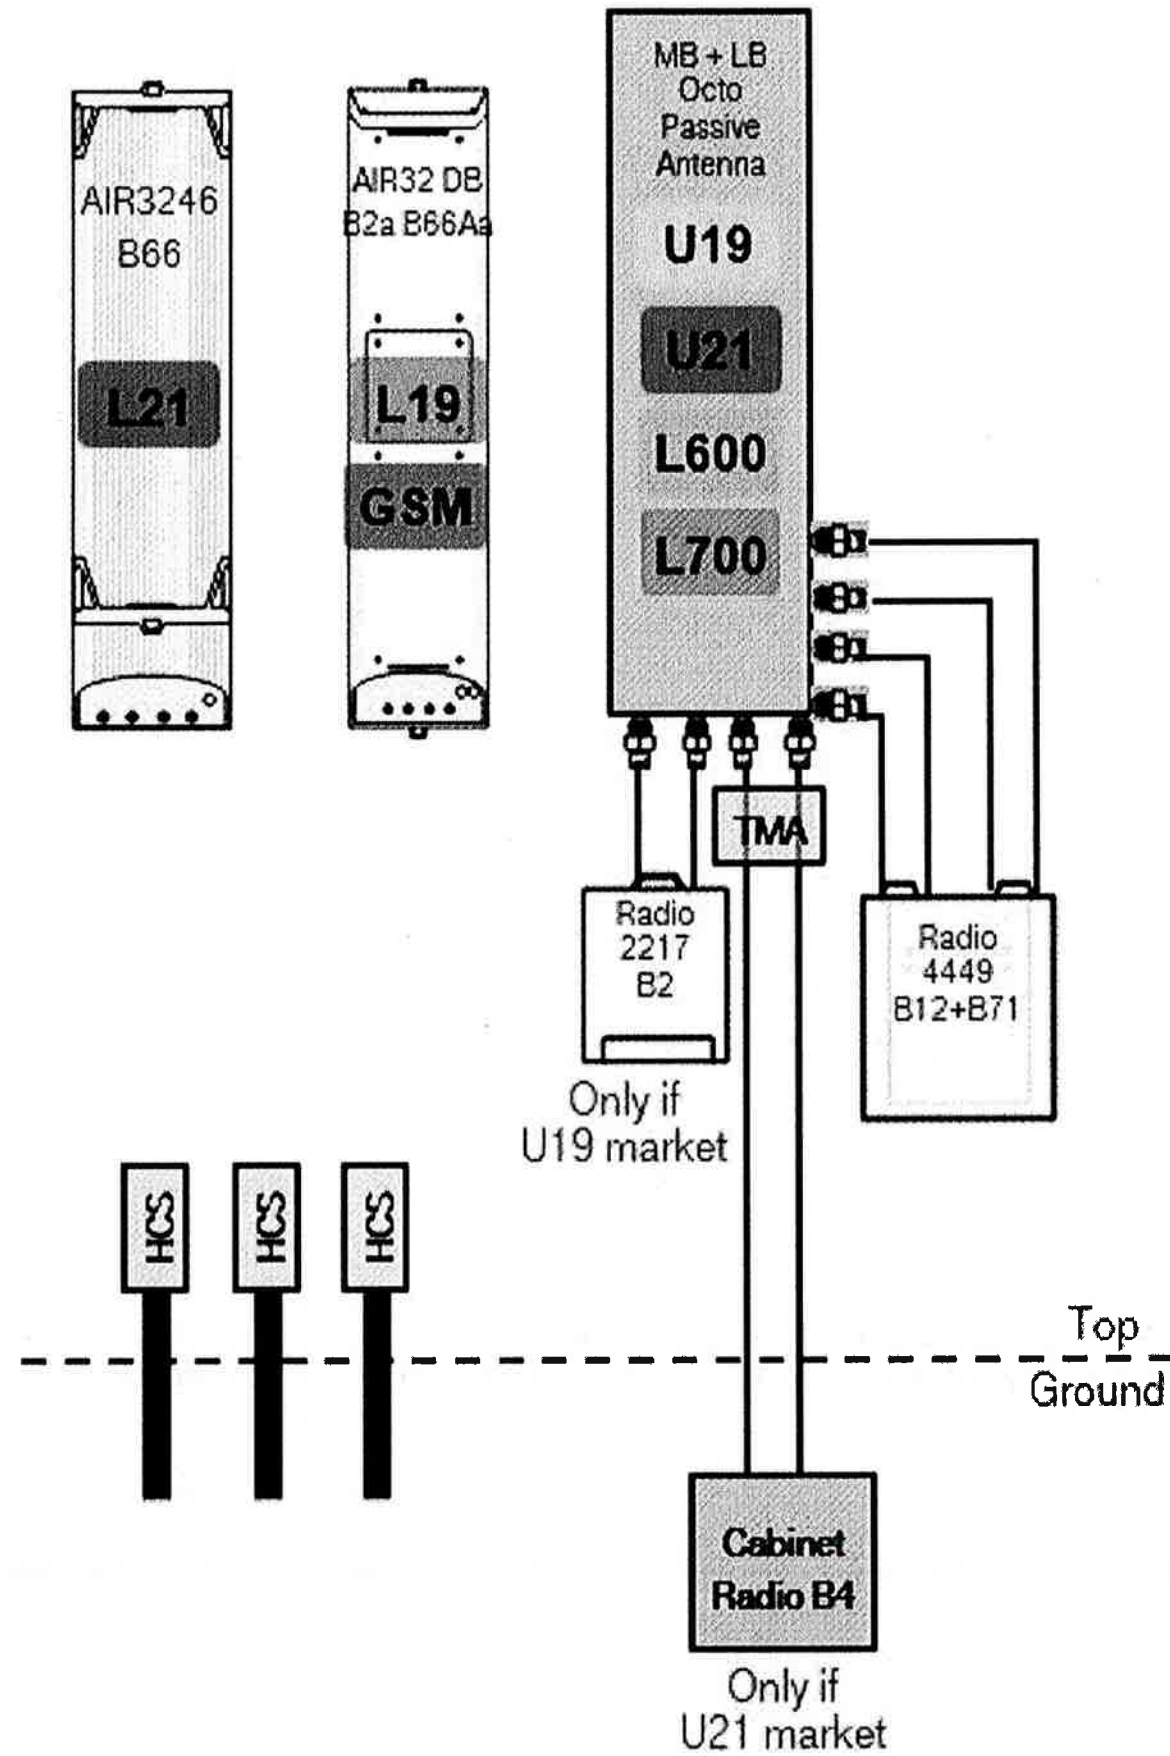 AIR3246
B66
L21
AIR32 DB
B2a B66Aa
L19
GSM
MB + LB
Octo
Passive
Antenna
U19
U21
L600
L700
TMA
Radio
2217
B2
Only if
U19 market
Radio
4449
B12+B71
HCS
HCS
HCS
Top
Ground
Cabinet
Radio B4
Only if
U21 market